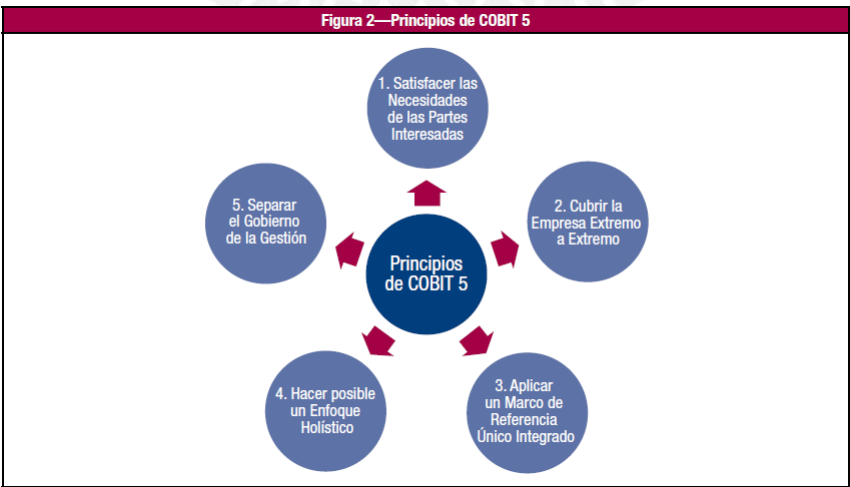 Figura 2—Principios de COBIT 5
1. Satisfacer las
Necesidades
de las Partes
Interesadas
5. Separar
el Gobierno
de la Gestión
2. Cubrir la
Empresa Extremo
a Extremo
Principios
de COBIT 5
4. Hacer posible
un Enfoque
Holístico
3. Aplicar
un Marco de
Referencia
Único Integrado